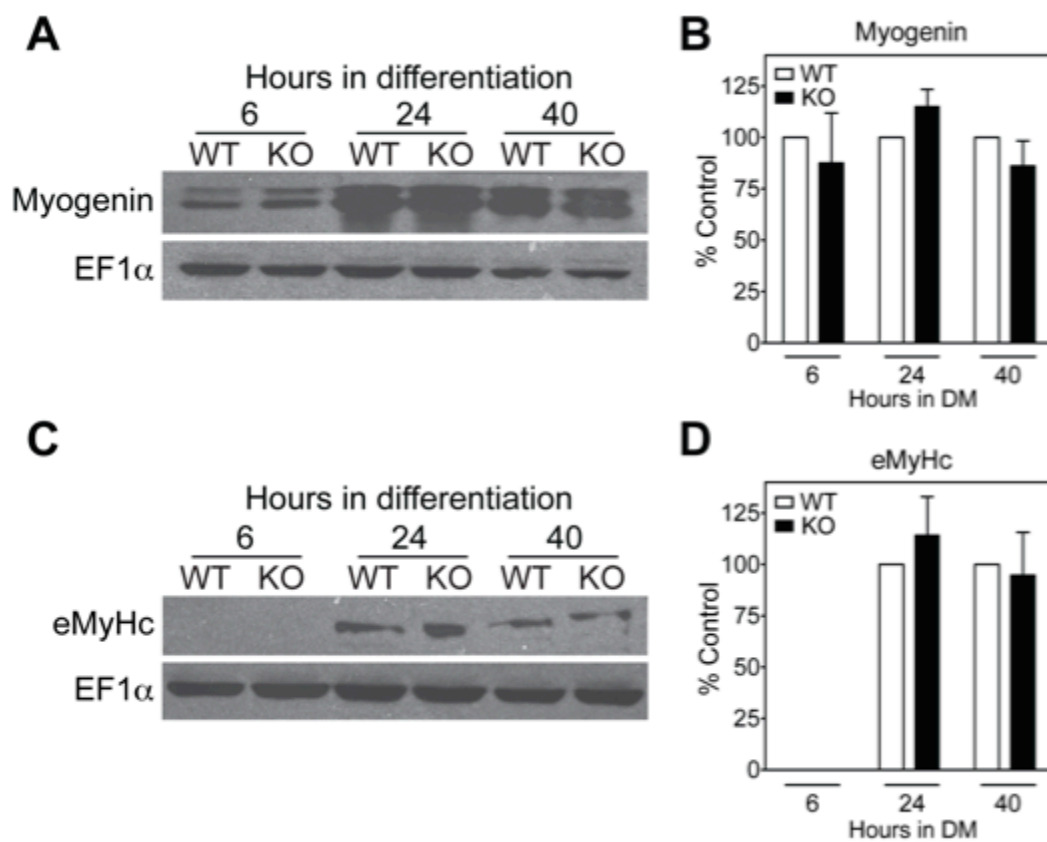 A
Hours in differentiation
6 24 40
WT KO WT KO WT KO
Myogenin
EF1α
B
Myogenin
WT
KO
125
100
75
50
25
0
% Control
6 24 40
Hours in DM
C
Hours in differentiation
6 24 40
WT KO WT KO WT KO
eMyHc
EF1α
D
eMyHc
WT
KO
125
100
75
50
25
0
% Control
6 24 40
Hours in DM